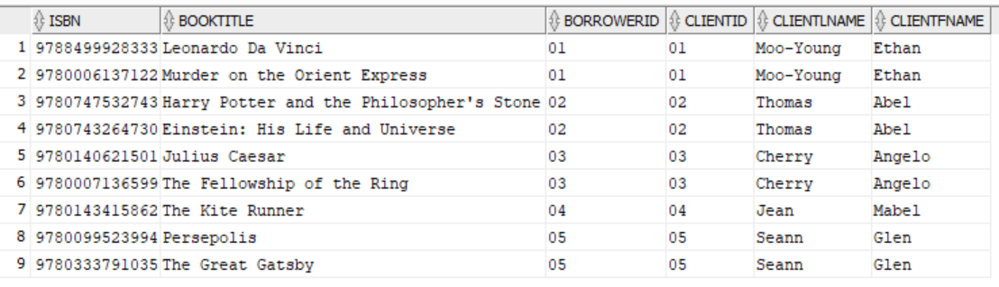 ISBN BOOKTITLE BORROWERID CLIENTID CLIENTLNAME CLIENTFNAME
1 9788499928333 Leonardo Da Vinci 01 01 Moo-Young Ethan
2 9780006137122 Murder on the Orient Express 01 01 Moo-Young Ethan
3 9780747532743 Harry Potter and the Philosopher's Stone 02 02 Thomas Abel
4 9780743264730 Einstein: His Life and Universe 02 02 Thomas Abel
5 9780140621501 Julius Caesar 03 03 Cherry Angelo
6 9780007136599 The Fellowship of the Ring 03 03 Cherry Angelo
7 9780143415862 The Kite Runner 04 04 Jean Mabel
8 9780099523994 Persepolis 05 05 Seann Glen
9 9780333791035 The Great Gatsby 05 05 Seann Glen